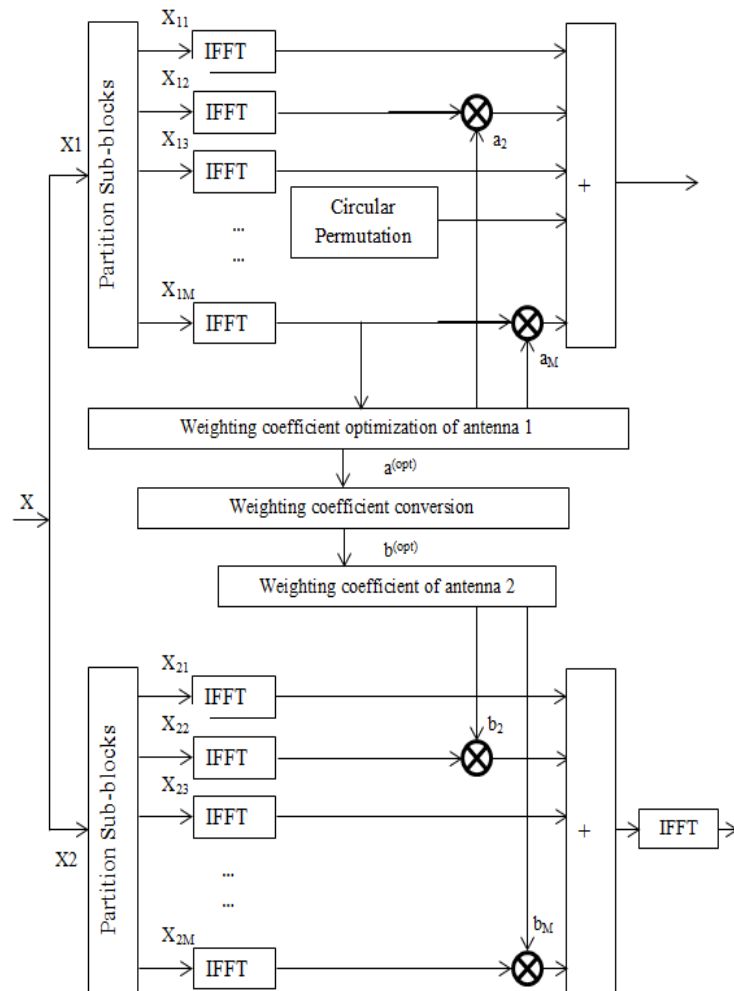 X11
IFFT
X12
IFFT
a2
X1
X13
IFFT
Partition Sub-blocks
Circular
Permutation
...
...
+
X1M
IFFT
aM
Weighting coefficient optimization of antenna 1
a(opt)
X
Weighting coefficient conversion
b(opt)
Weighting coefficient of antenna 2
X21
IFFT
X22
IFFT
b2
X23
IFFT
Partition Sub-blocks
+
IFFT
X2
...
...
X2M
IFFT
bM